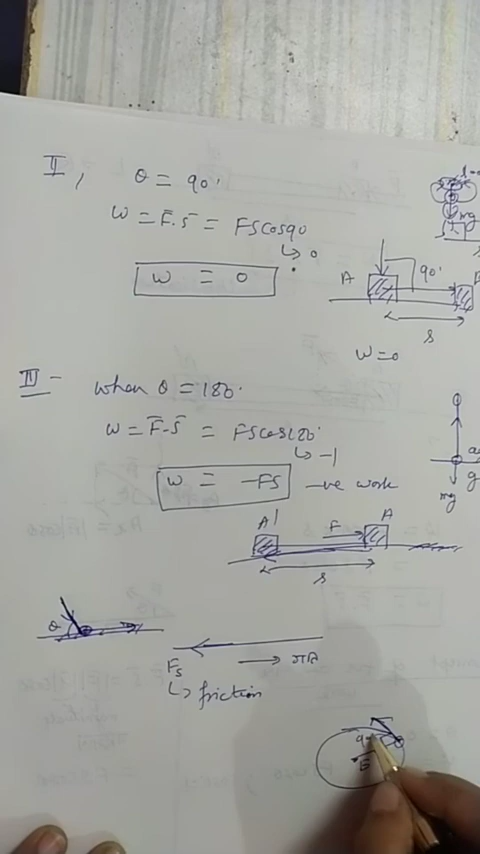 II, θ = 90°
W = F̄.S̄ = FScos90
↳ 0
W = 0
mg
A 90° B
S
W=0
III - when θ = 180°
W = F̄.S̄ = FScos180°
↳ -1
W = -FS -ve work
mg
A' F A
S
θ
Fs → गति
↳ friction